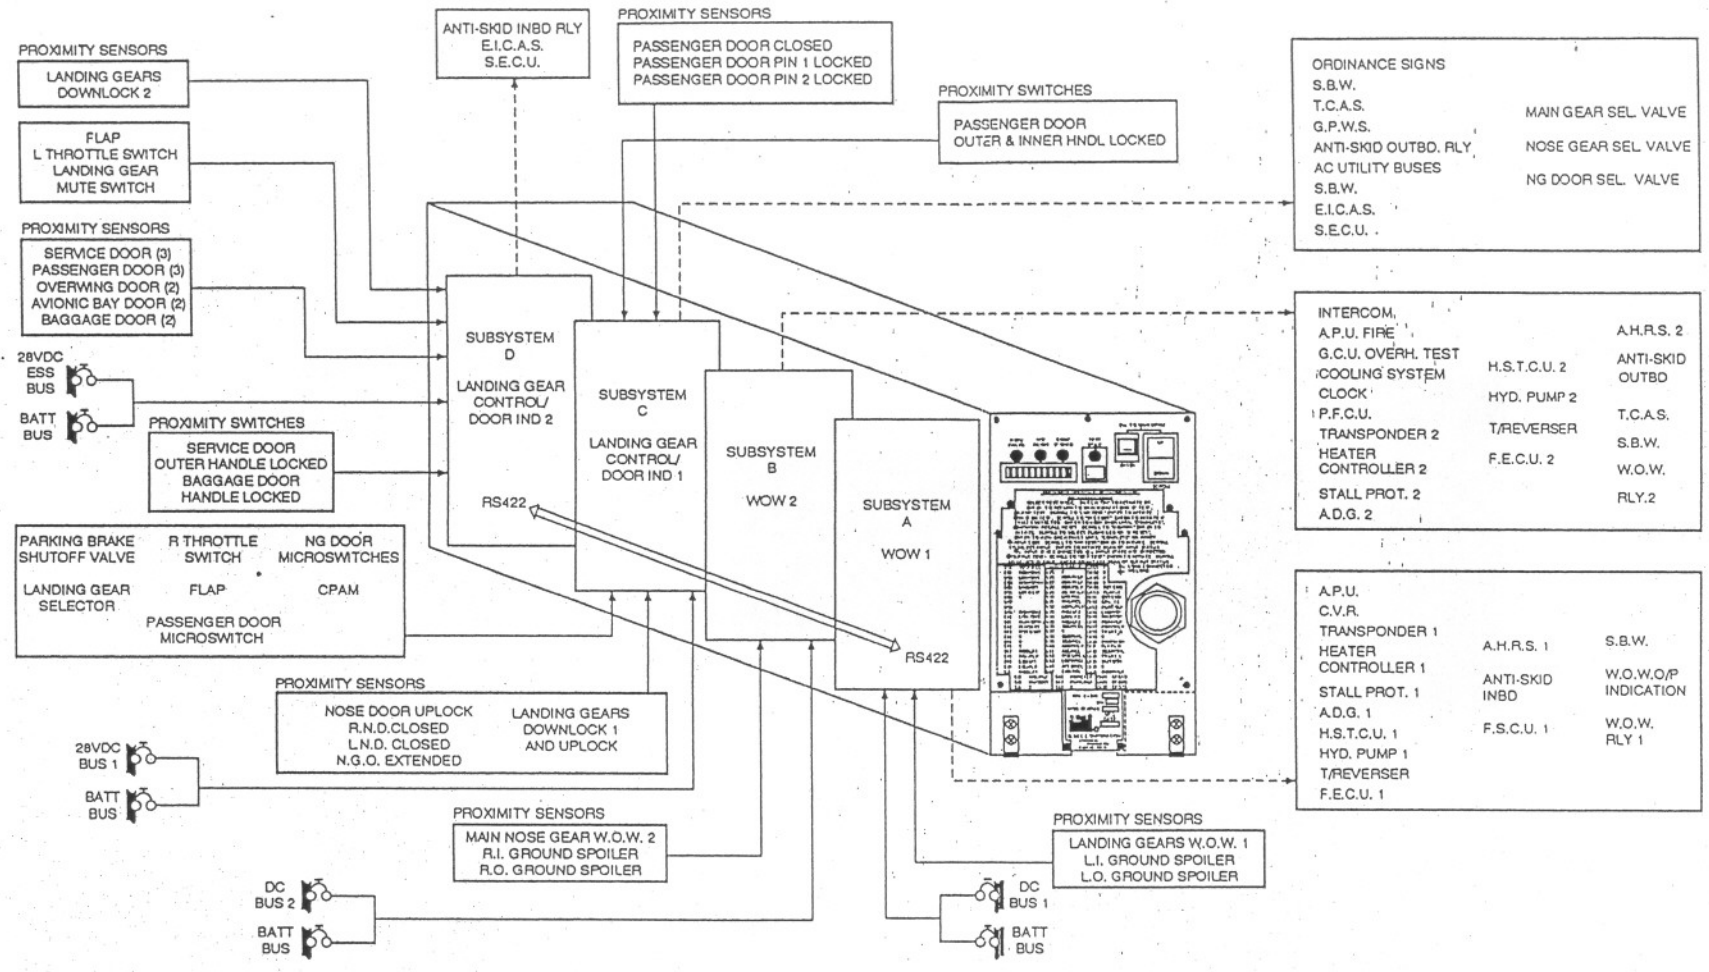 PROXIMITY SENSORS
LANDING GEARS
DOWNLOCK 2
FLAP
L THROTTLE SWITCH
LANDING GEAR
MUTE SWITCH
PROXIMITY SENSORS
SERVICE DOOR (3)
PASSENGER DOOR (3)
OVERWING DOOR (2)
AVIONIC BAY DOOR (2)
BAGGAGE DOOR (2)
28VDC
ESS
BUS
BATT
BUS
PROXIMITY SWITCHES
SERVICE DOOR
OUTER HANDLE LOCKED
BAGGAGE DOOR
HANDLE LOCKED
PARKING BRAKE
SHUTOFF VALVE
R THROTTLE
SWITCH
NG DOOR
MICROSWITCHES
LANDING GEAR
SELECTOR
FLAP
CPAM
PASSENGER DOOR
MICROSWITCH
ANTI-SKID INBD RLY
E.I.C.A.S.
S.E.C.U.
PROXIMITY SENSORS
PASSENGER DOOR CLOSED
PASSENGER DOOR PIN 1 LOCKED
PASSENGER DOOR PIN 2 LOCKED
PROXIMITY SWITCHES
PASSENGER DOOR
OUTER & INNER HNDL LOCKED
SUBSYSTEM
D
LANDING GEAR
CONTROL/
DOOR IND 2
RS422
SUBSYSTEM
C
LANDING GEAR
CONTROL/
DOOR IND 1
SUBSYSTEM
B
WOW 2
SUBSYSTEM
A
WOW 1
RS422
PROXIMITY SENSORS
NOSE DOOR UPLOCK
R.N.D.CLOSED
L.N.D. CLOSED
N.G.O. EXTENDED
LANDING GEARS
DOWNLOCK 1
AND UPLOCK
28VDC
BUS 1
BATT
BUS
PROXIMITY SENSORS
MAIN NOSE GEAR W.O.W. 2
R.I. GROUND SPOILER
R.O. GROUND SPOILER
DC
BUS 2
BATT
BUS
PROXIMITY SENSORS
LANDING GEARS W.O.W. 1
L.I. GROUND SPOILER
L.O. GROUND SPOILER
DC
BUS 1
BATT
BUS
ORDINANCE SIGNS
S.B.W.
T.C.A.S.
G.P.W.S.
ANTI-SKID OUTBD. RLY
AC UTILITY BUSES
S.B.W.
E.I.C.A.S.
S.E.C.U.
MAIN GEAR SEL. VALVE
NOSE GEAR SEL. VALVE
NG DOOR SEL. VALVE
INTERCOM
A.P.U. FIRE
G.C.U. OVERH. TEST
COOLING SYSTEM
CLOCK
P.F.C.U.
TRANSPONDER 2
HEATER
CONTROLLER 2
STALL PROT. 2
A.D.G. 2
H.S.T.C.U. 2
HYD. PUMP 2
T/REVERSER
F.E.C.U. 2
A.H.R.S. 2
ANTI-SKID
OUTBD
T.C.A.S.
S.B.W.
W.O.W.
RLY.2
A.P.U.
C.V.R.
TRANSPONDER 1
HEATER
CONTROLLER 1
STALL PROT. 1
A.D.G. 1
H.S.T.C.U. 1
HYD. PUMP 1
T/REVERSER
F.E.C.U. 1
A.H.R.S. 1
ANTI-SKID
INBD
F.S.C.U. 1
S.B.W.
W.O.W.O/P
INDICATION
W.O.W.
RLY 1